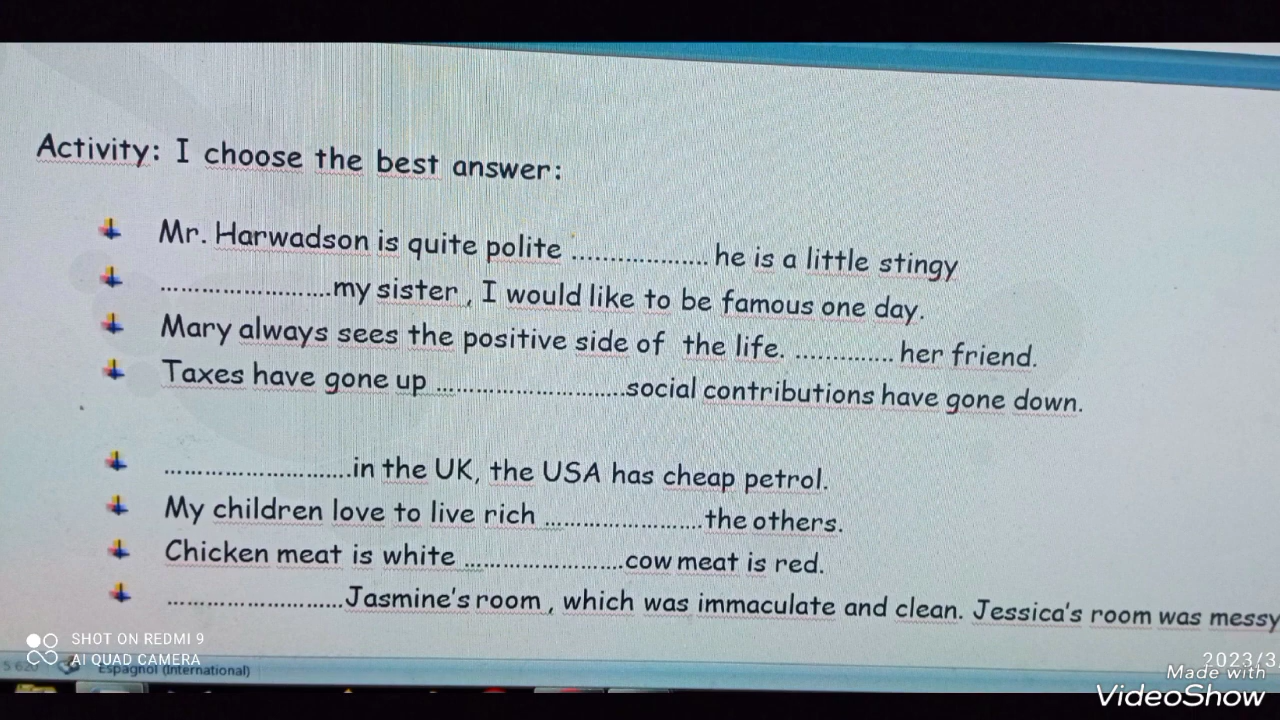 Activity: I choose the best answer:
Mr. Harwadson is quite polite ................... he is a little stingy
.........................my sister , I would like to be famous one day.
Mary always sees the positive side of the life. .............. her friend.
Taxes have gone up ............................social contributions have gone down.
............................in the UK, the USA has cheap petrol.
My children love to live rich .......................the others.
Chicken meat is white .......................cow meat is red.
..........................Jasmine's room , which was immaculate and clean. Jessica's room was messy
SHOT ON REDMI 9
AI QUAD CAMERA
Espagnol (International)
2023/3
Made with
VideoShow